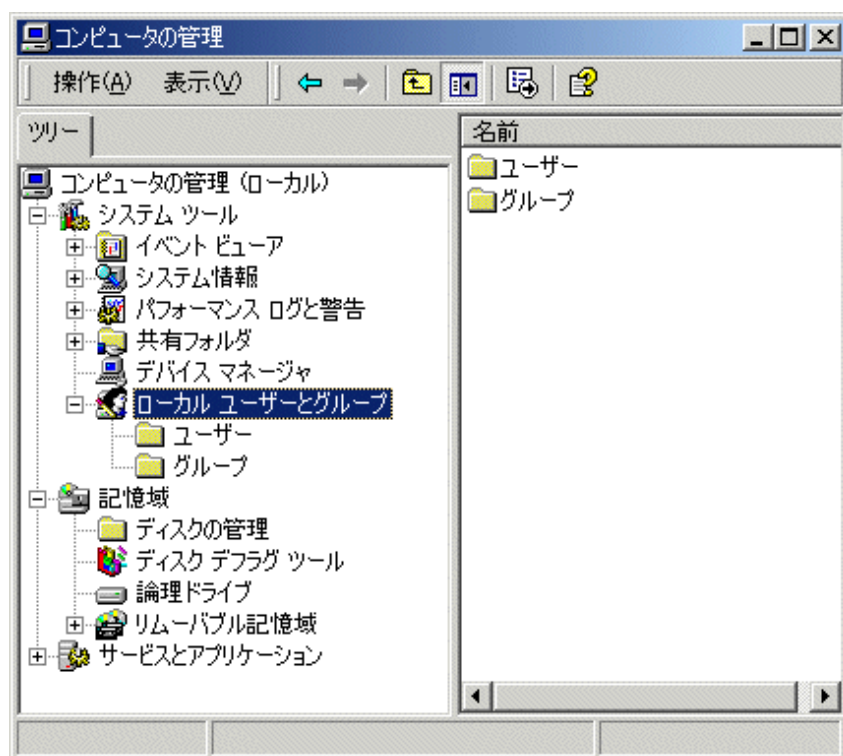 コンピュータの管理
操作(A) 表示(V)
ツリー
コンピュータの管理 (ローカル)
システム ツール
イベント ビューア
システム情報
パフォーマンス ログと警告
共有フォルダ
デバイス マネージャ
ローカル ユーザーとグループ
ユーザー
グループ
記憶域
ディスクの管理
ディスク デフラグ ツール
論理ドライブ
リムーバブル記憶域
サービスとアプリケーション
名前
ユーザー
グループ